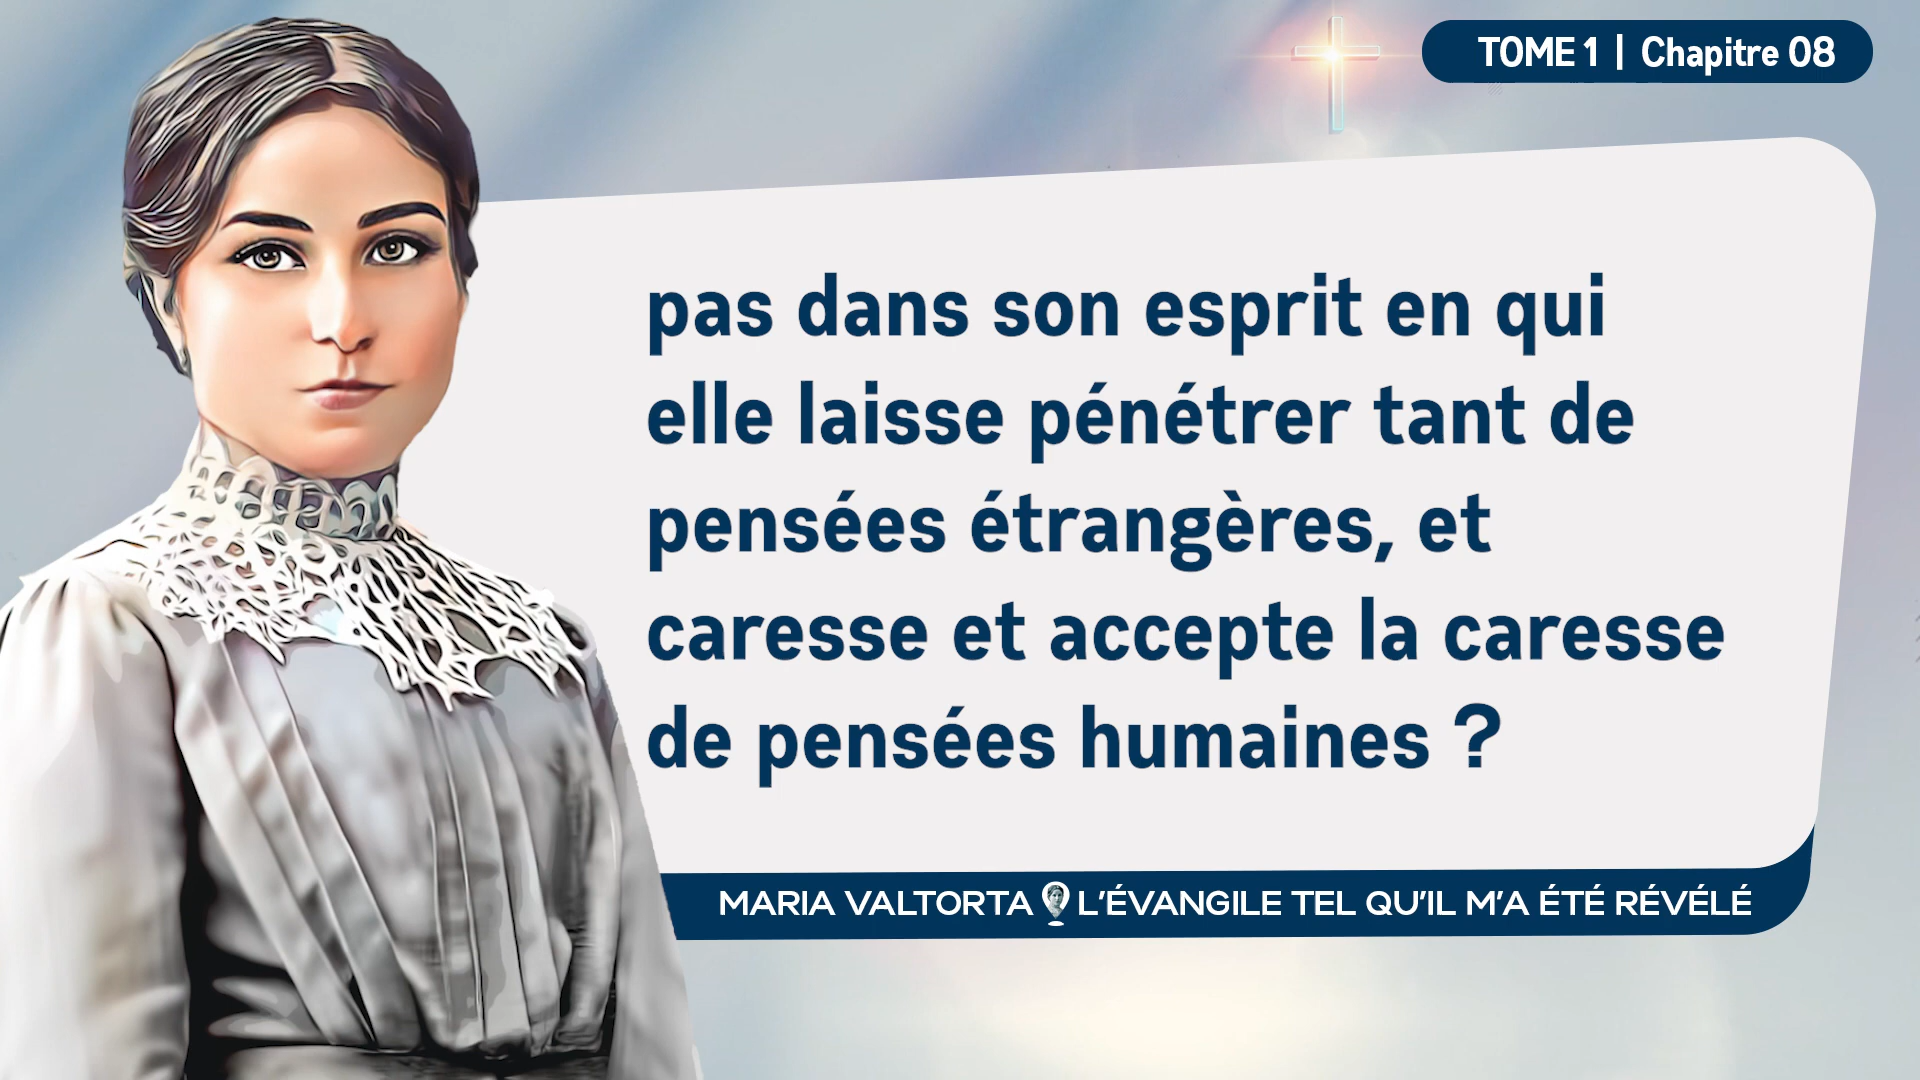 TOME 1 | Chapitre 08
pas dans son esprit en qui
elle laisse pénétrer tant de
pensées étrangères, et
caresse et accepte la caresse
de pensées humaines ?
MARIA VALTORTA L'ÉVANGILE TEL QU'IL M'A ÉTÉ RÉVÉLÉ